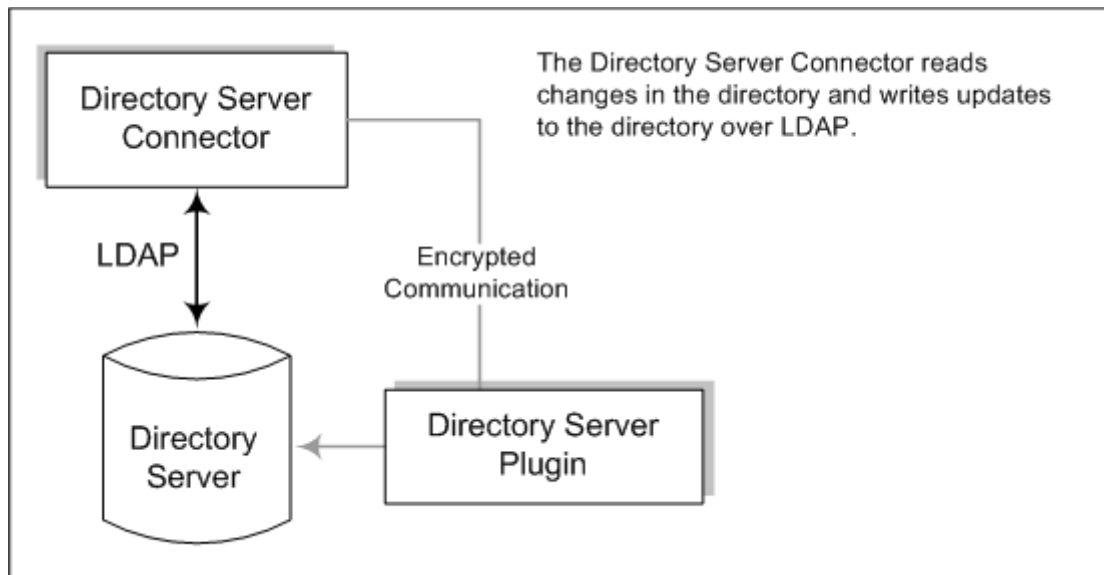 Directory Server
Connector
The Directory Server Connector reads
changes in the directory and writes updates
to the directory over LDAP.
LDAP
Encrypted
Communication
Directory
Server
Directory Server
Plugin